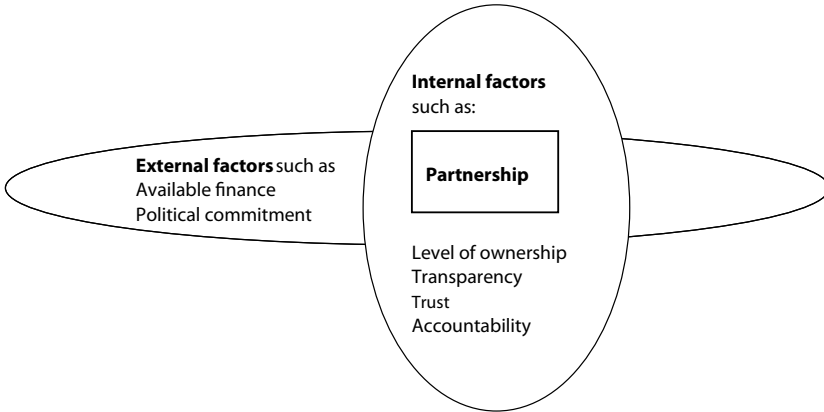 Internal factors
such as:
External factors such as
Available finance
Political commitment
Partnership
Level of ownership
Transparency
Trust
Accountability